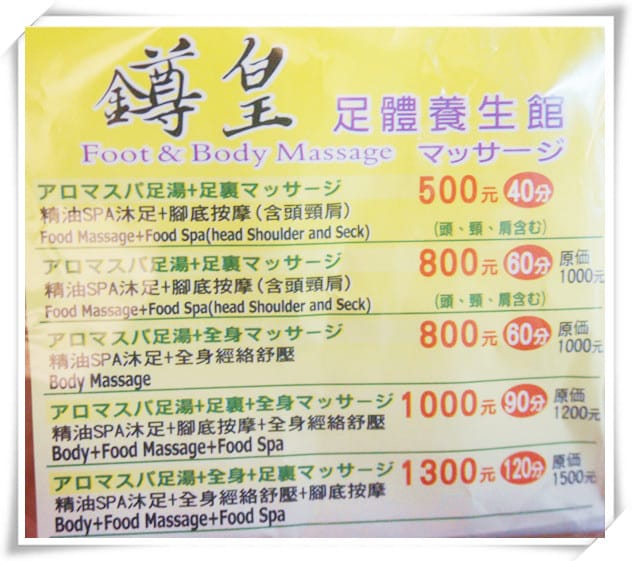 鐏皇 足體養生館
Foot & Body Massage マッサージ
アロマスパ足湯+足裏マッサージ 500元 40分
精油SPA沐足+腳底按摩(含頭頸肩)
Food Massage+Food Spa(head Shoulder and Seck) (頭、頸、肩含む)
アロマスパ足湯+足裏マッサージ 800元 60分 原価 1000元
精油SPA沐足+腳底按摩(含頭頸肩)
Food Massage+Food Spa(head Shoulder and Seck) (頭、頸、肩含む)
アロマスパ足湯+全身マッサージ 800元 60分 原価 1000元
精油SPA沐足+全身經絡舒壓
Body Massage
アロマスパ足湯+足裏+全身マッサージ 1000元 90分 原価 1200元
精油SPA沐足+腳底按摩+全身經絡舒壓
Body+Food Massage+Food Spa
アロマスパ足湯+全身+足裏マッサージ 1300元 120分 原価 1500元
精油SPA沐足+全身經絡舒壓+腳底按摩
Body+Food Massage+Food Spa